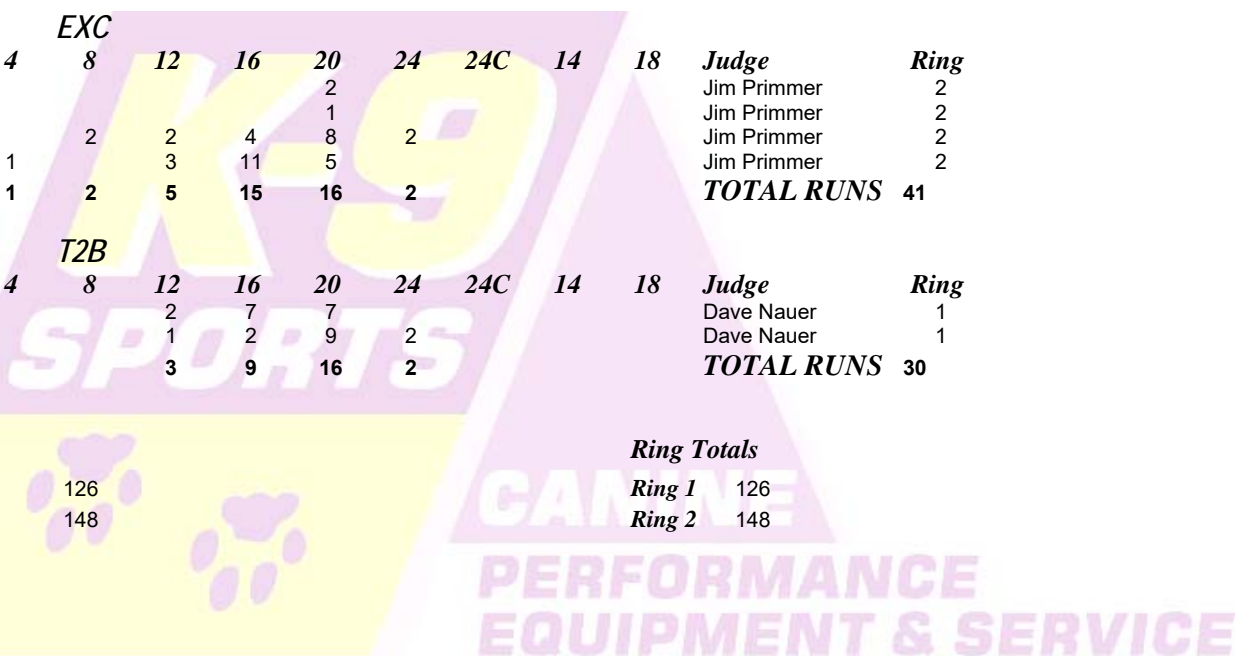 EXC
4 8 12 16 20 24 24C 14 18 Judge Ring
2 Jim Primmer 2
1 Jim Primmer 2
2 2 4 8 2 Jim Primmer 2
1 3 11 5 Jim Primmer 2
1 2 5 15 16 2 TOTAL RUNS 41
T2B
4 8 12 16 20 24 24C 14 18 Judge Ring
2 7 7 Dave Nauer 1
1 2 9 2 Dave Nauer 1
3 9 16 2 TOTAL RUNS 30
Ring Totals
126 Ring 1 126
148 Ring 2 148
K-9
SPORTS
CANINE
PERFORMANCE
EQUIPMENT & SERVICE